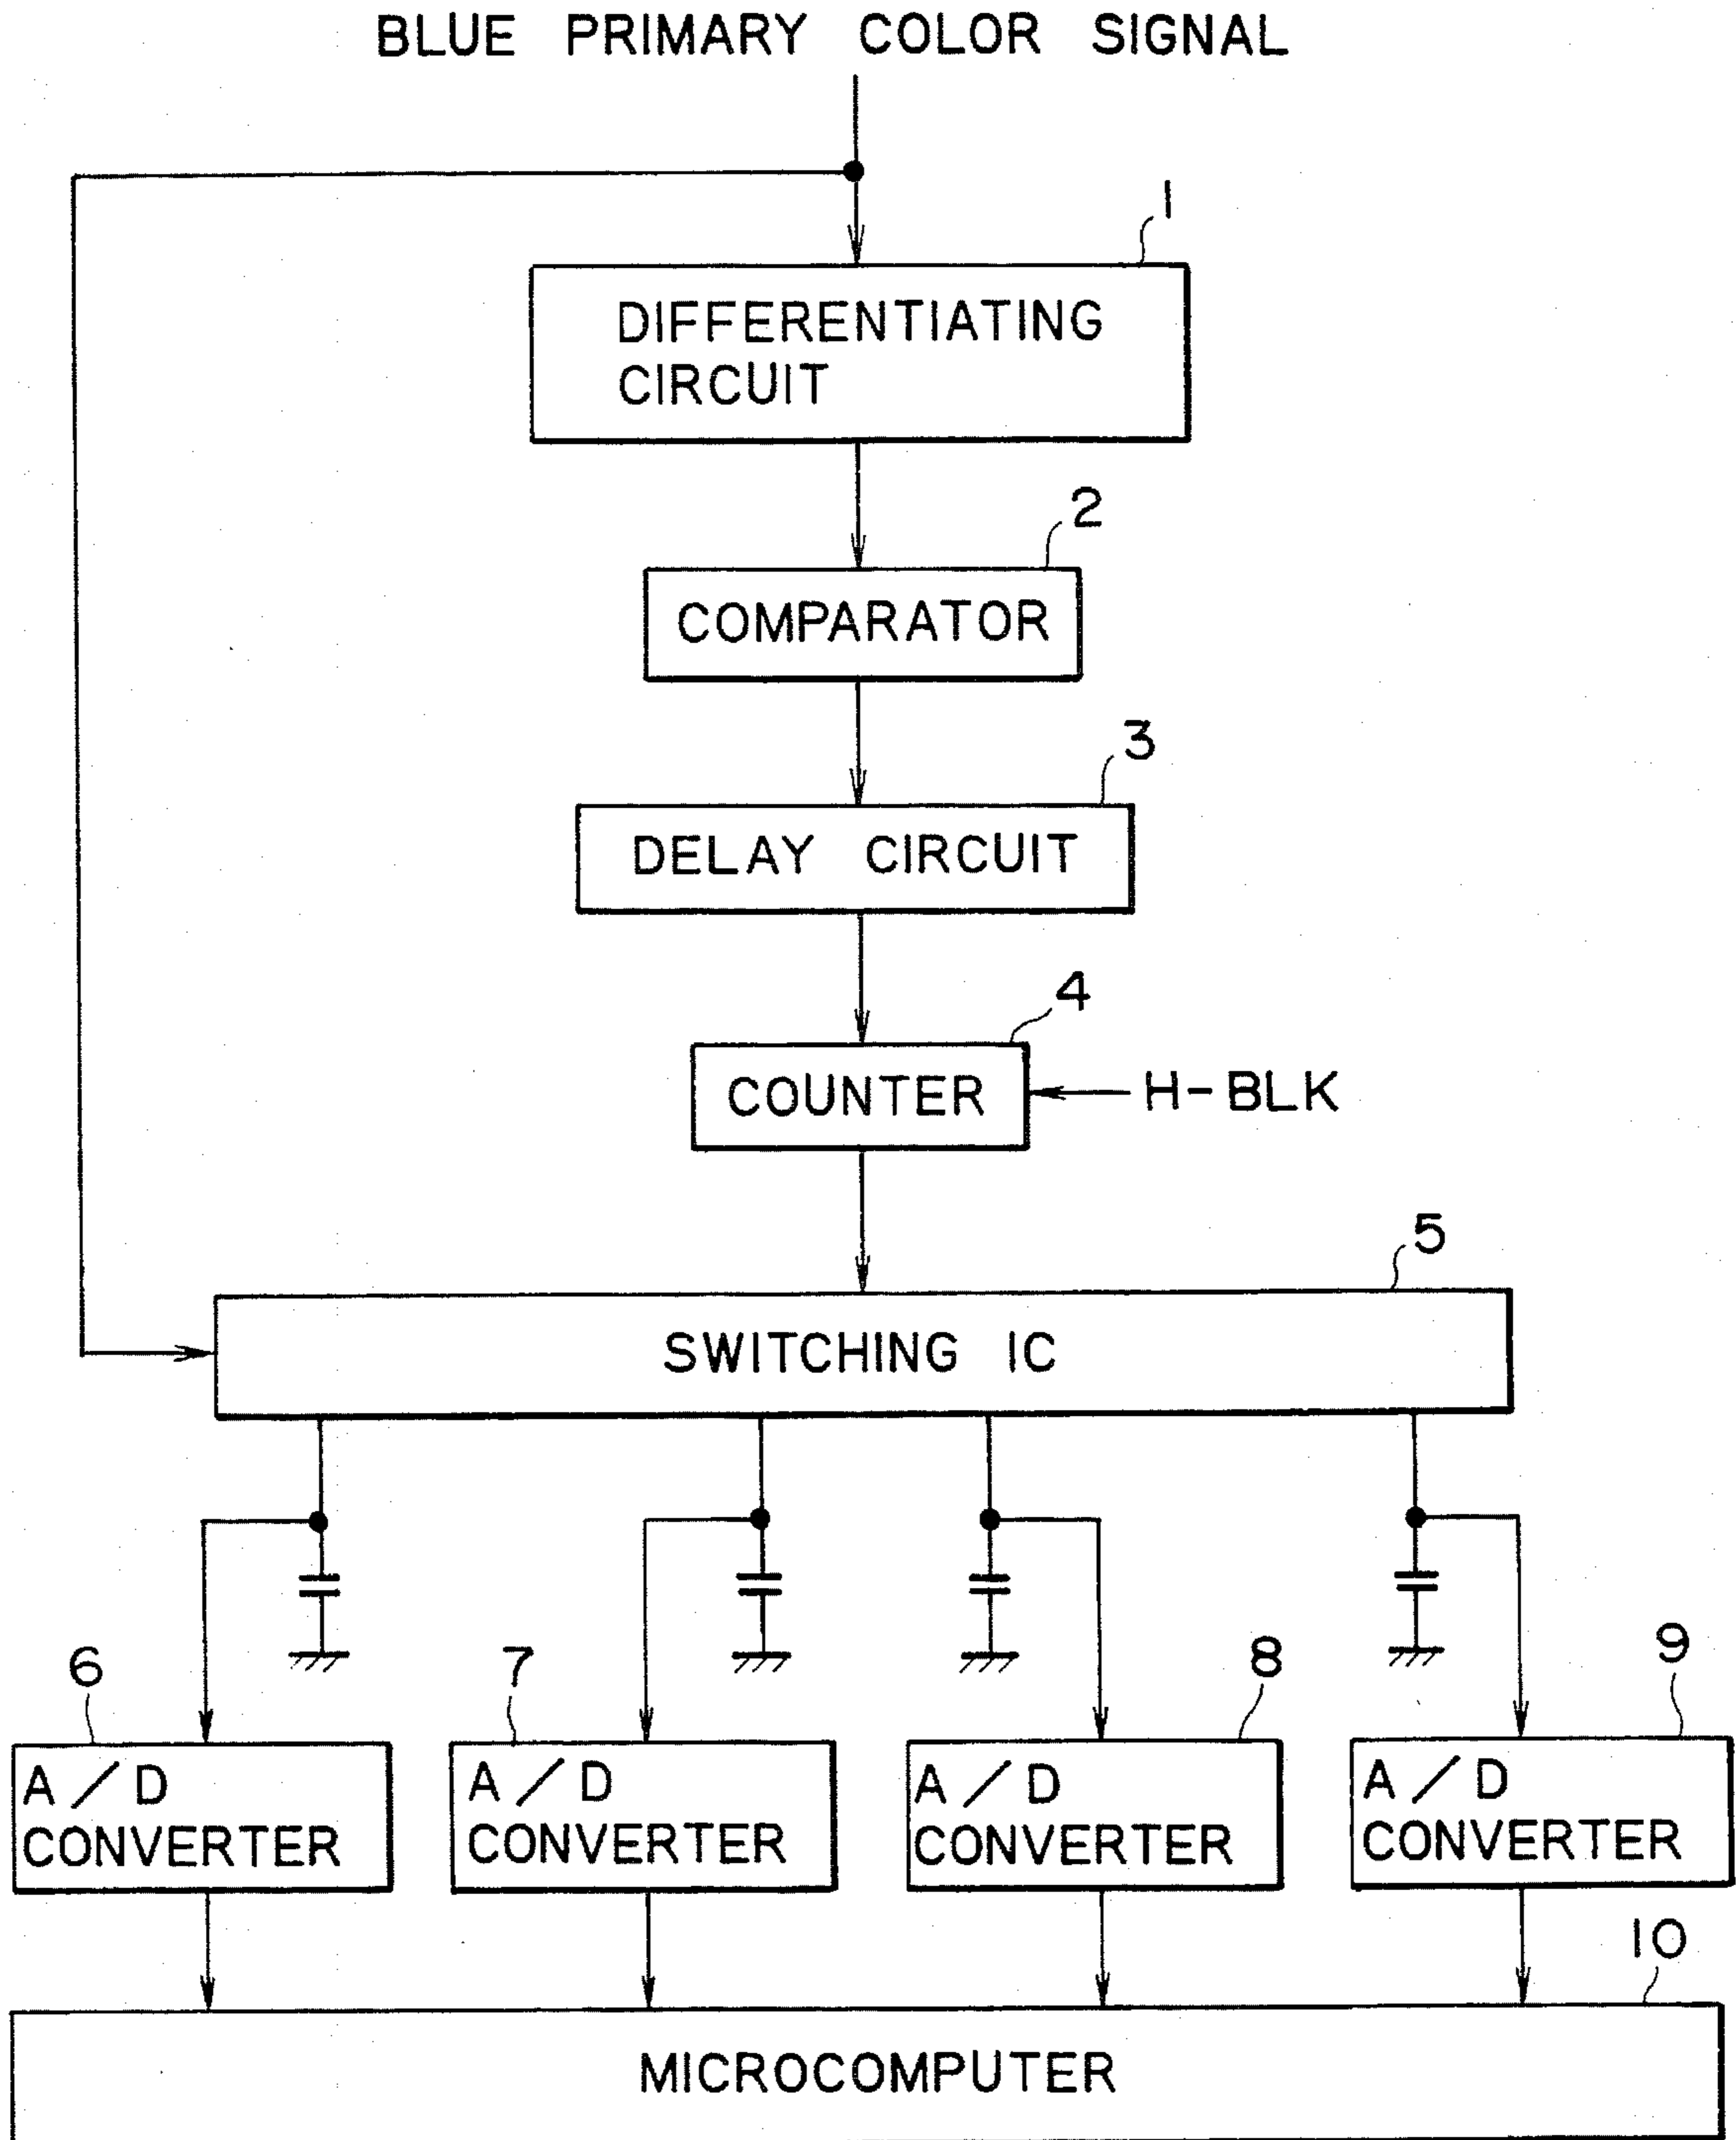 BLUE PRIMARY COLOR SIGNAL
1
DIFFERENTIATING
CIRCUIT
2
COMPARATOR
3
DELAY CIRCUIT
4
COUNTER
H-BLK
5
SWITCHING IC
6
7
8
9
A/D
CONVERTER
A/D
CONVERTER
A/D
CONVERTER
A/D
CONVERTER
10
MICROCOMPUTER